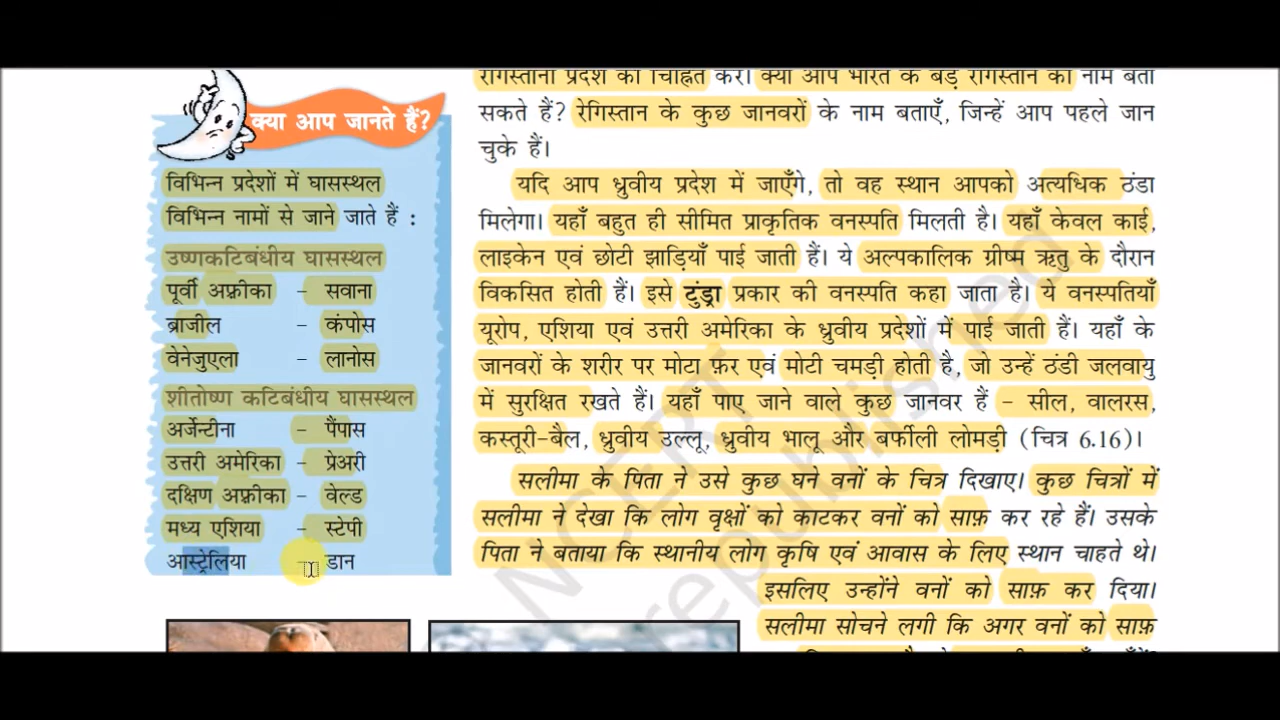 क्या आप जानते हैं?
विभिन्न प्रदेशों में घासस्थल
विभिन्न नामों से जाने जाते हैं :
उष्णकटिबंधीय घासस्थल
पूर्वी अफ़्रीका – सवाना
ब्राजील – कंपोस
वेनेजुएला – लानोस
शीतोष्ण कटिबंधीय घासस्थल
अर्जेन्टीना – पैंपास
उत्तरी अमेरिका – प्रेअरी
दक्षिण अफ़्रीका – वेल्ड
मध्य एशिया – स्टेपी
आस्ट्रेलिया – डान
रेगिस्तानी प्रदेश को चिह्नित करें। क्या आप भारत के बड़े रेगिस्तान का नाम बता
सकते हैं? रेगिस्तान के कुछ जानवरों के नाम बताएँ, जिन्हें आप पहले जान
चुके हैं।
यदि आप ध्रुवीय प्रदेश में जाएँगे, तो वह स्थान आपको अत्यधिक ठंडा
मिलेगा। यहाँ बहुत ही सीमित प्राकृतिक वनस्पति मिलती है। यहाँ केवल काई,
लाइकेन एवं छोटी झाड़ियाँ पाई जाती हैं। ये अल्पकालिक ग्रीष्म ऋतु के दौरान
विकसित होती हैं। इसे टुंड्रा प्रकार की वनस्पति कहा जाता है। ये वनस्पतियाँ
यूरोप, एशिया एवं उत्तरी अमेरिका के ध्रुवीय प्रदेशों में पाई जाती हैं। यहाँ के
जानवरों के शरीर पर मोटा फ़र एवं मोटी चमड़ी होती है, जो उन्हें ठंडी जलवायु
में सुरक्षित रखते हैं। यहाँ पाए जाने वाले कुछ जानवर हैं – सील, वालरस,
कस्तूरी-बैल, ध्रुवीय उल्लू, ध्रुवीय भालू और बर्फीली लोमड़ी (चित्र 6.16)।
सलीमा के पिता ने उसे कुछ घने वनों के चित्र दिखाए। कुछ चित्रों में
सलीमा ने देखा कि लोग वृक्षों को काटकर वनों को साफ़ कर रहे हैं। उसके
पिता ने बताया कि स्थानीय लोग कृषि एवं आवास के लिए स्थान चाहते थे।
इसलिए उन्होंने वनों को साफ़ कर दिया।
सलीमा सोचने लगी कि अगर वनों को साफ़
NCERT
republished